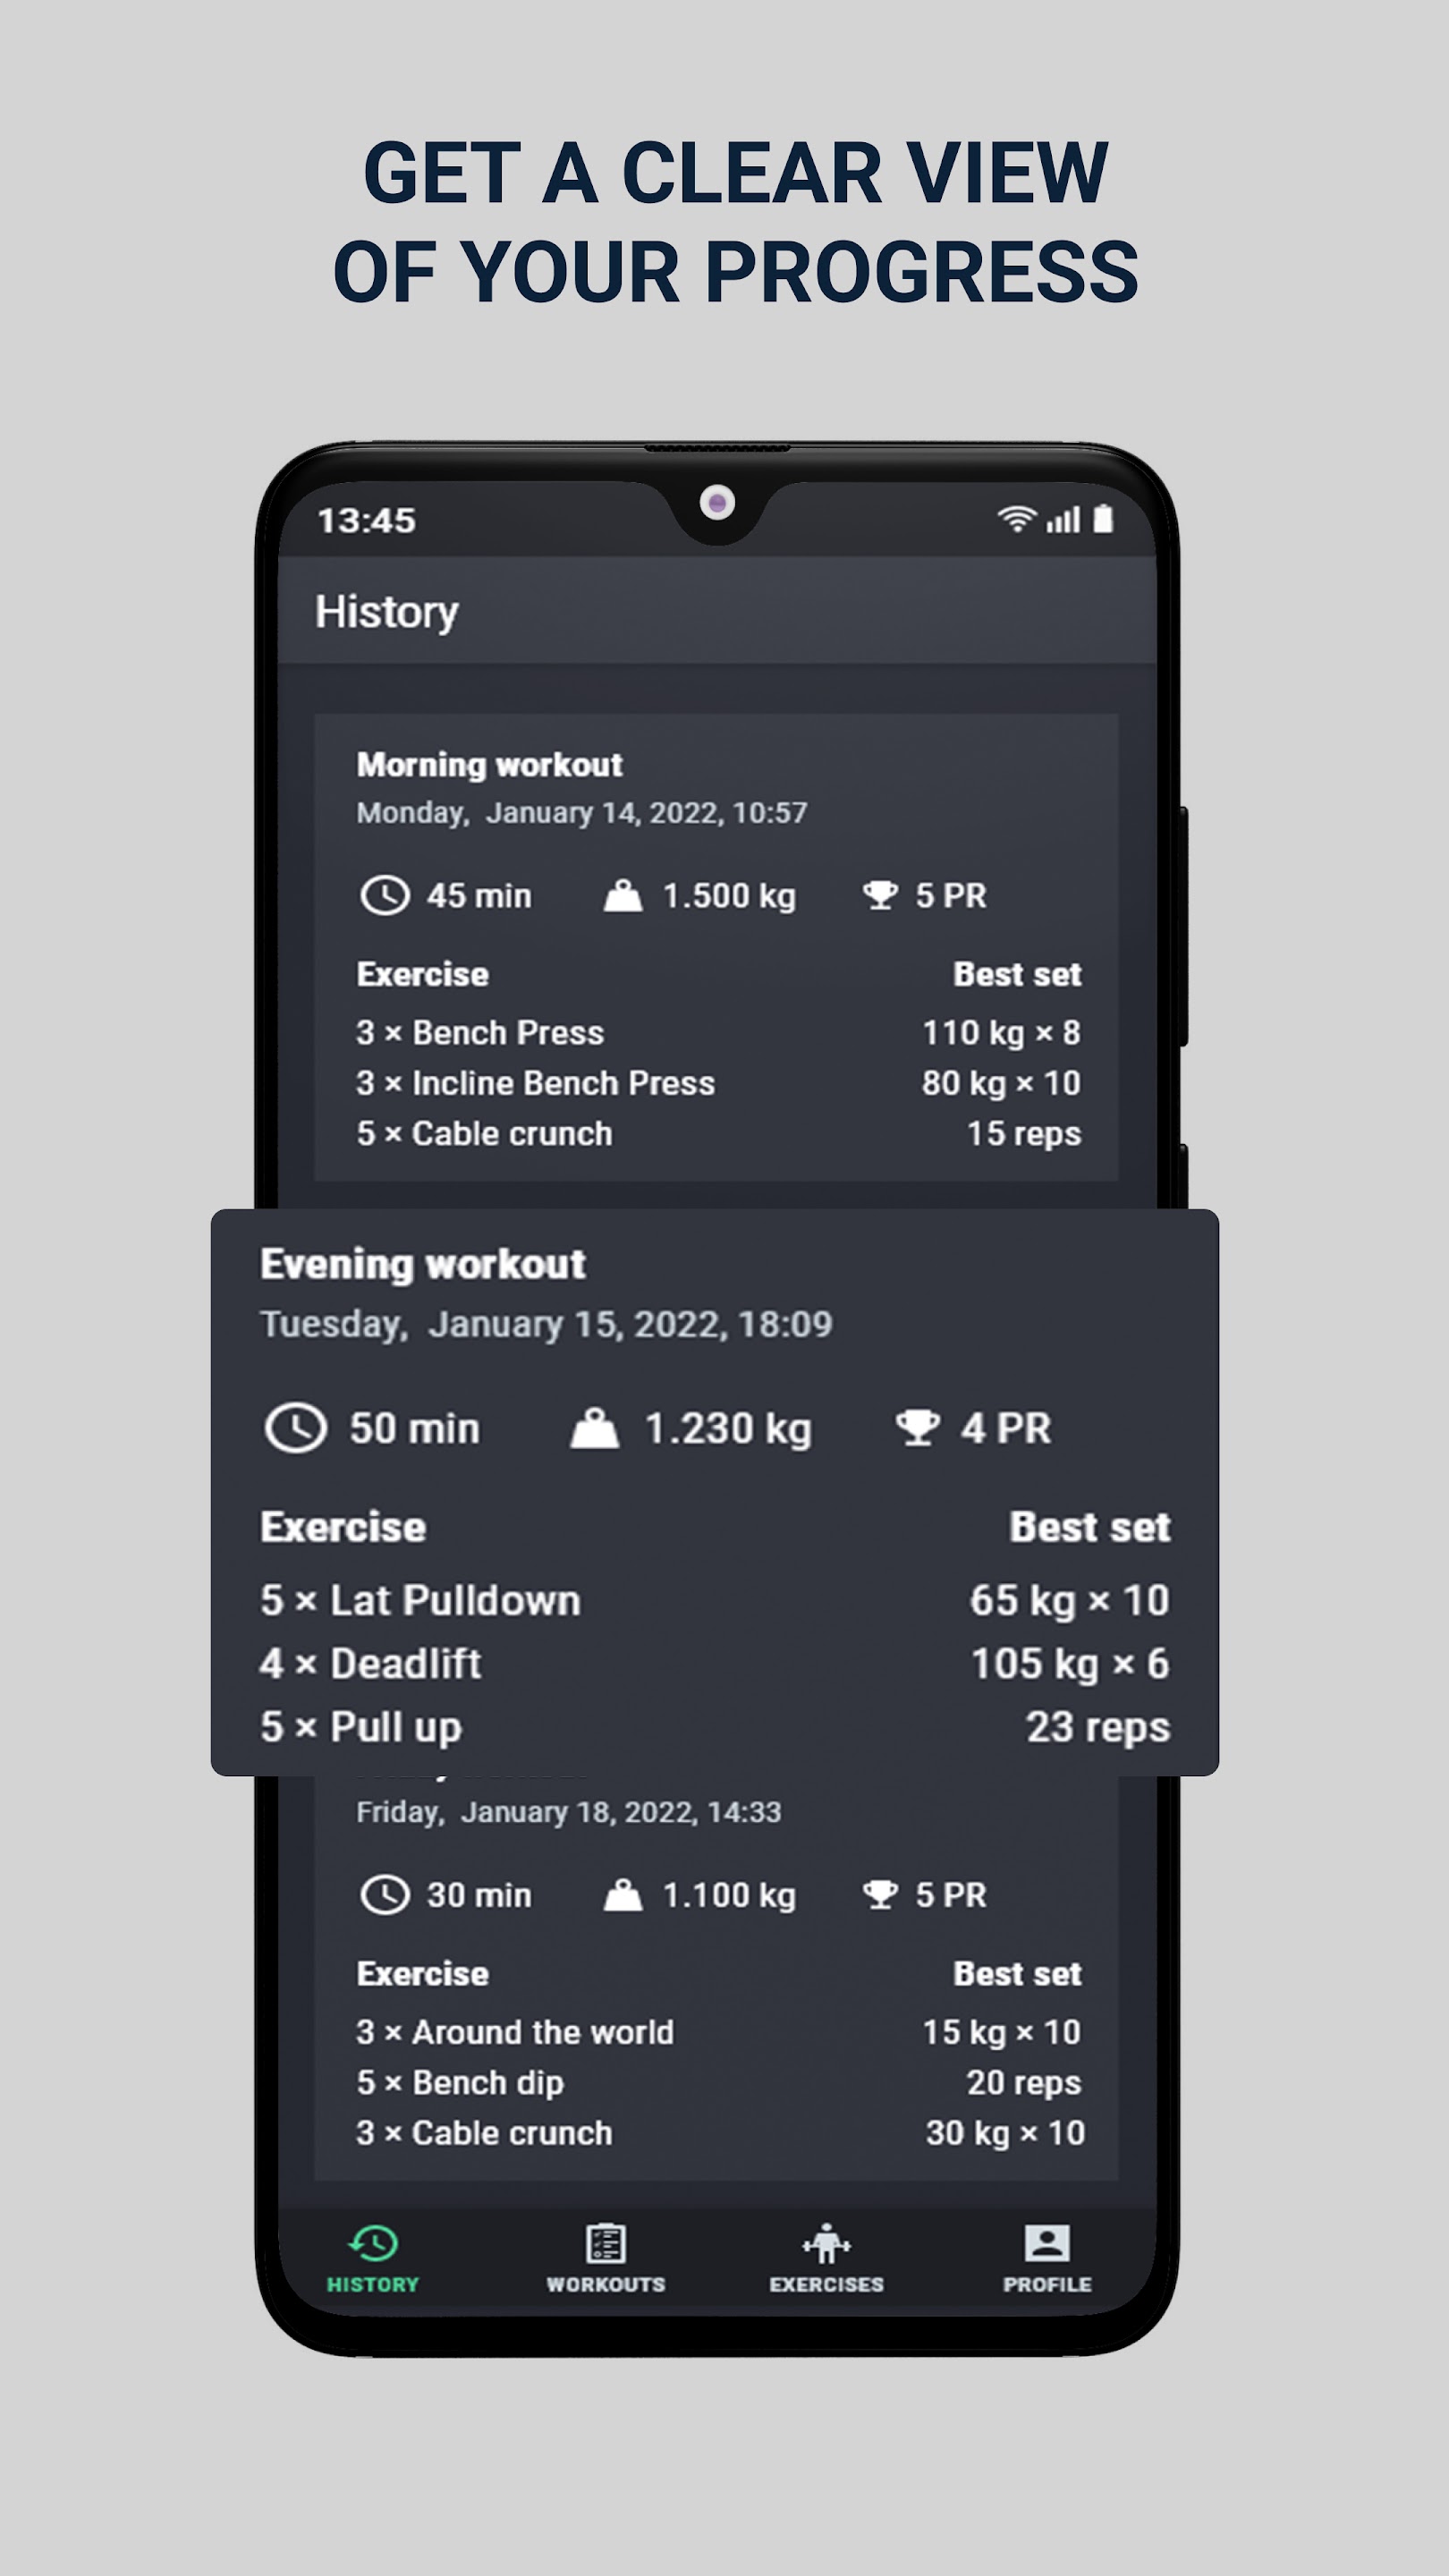 GET A CLEAR VIEW
OF YOUR PROGRESS
13:45
History
Morning workout
Monday, January 14, 2022, 10:57
45 min 1.500 kg 5 PR
Exercise Best set
3 × Bench Press 110 kg × 8
3 × Incline Bench Press 80 kg × 10
5 × Cable crunch 15 reps
Evening workout
Tuesday, January 15, 2022, 18:09
50 min 1.230 kg 4 PR
Exercise Best set
5 × Lat Pulldown 65 kg × 10
4 × Deadlift 105 kg × 6
5 × Pull up 23 reps
Friday, January 18, 2022, 14:33
30 min 1.100 kg 5 PR
Exercise Best set
3 × Around the world 15 kg × 10
5 × Bench dip 20 reps
3 × Cable crunch 30 kg × 10
HISTORY WORKOUTS EXERCISES PROFILE